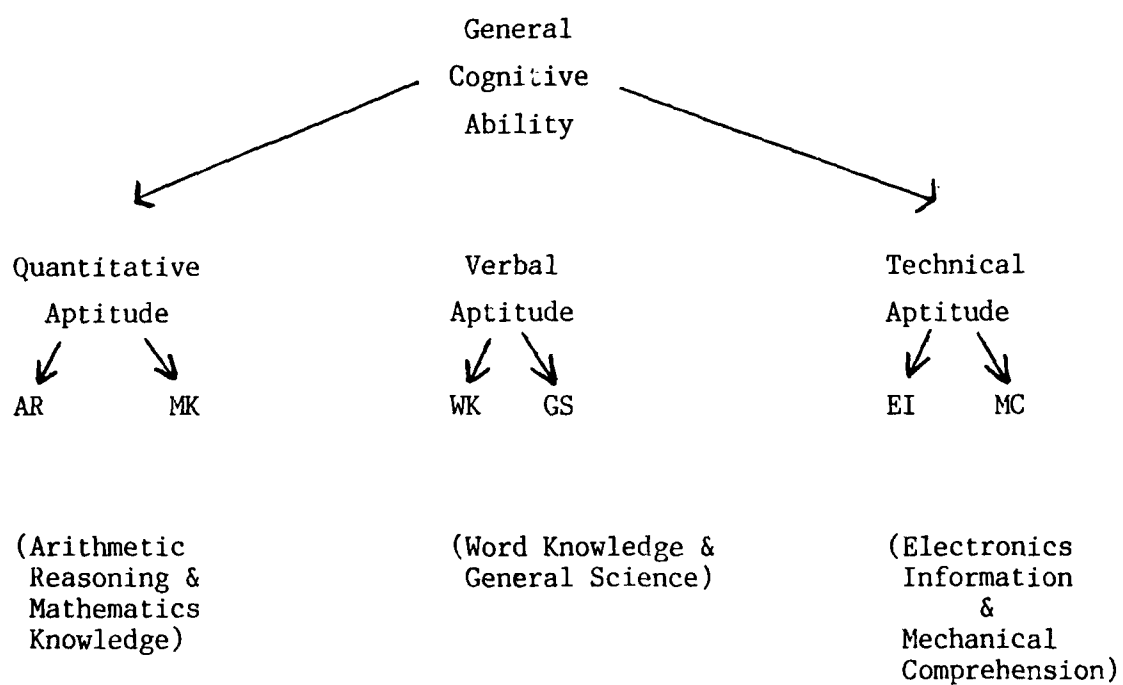 General
Cognitive
Ability
Quantitative
Aptitude
Verbal
Aptitude
Technical
Aptitude
AR MK
WK GS
EI MC
(Arithmetic
Reasoning &
Mathematics
Knowledge)
(Word Knowledge &
General Science)
(Electronics
Information
&
Mechanical
Comprehension)